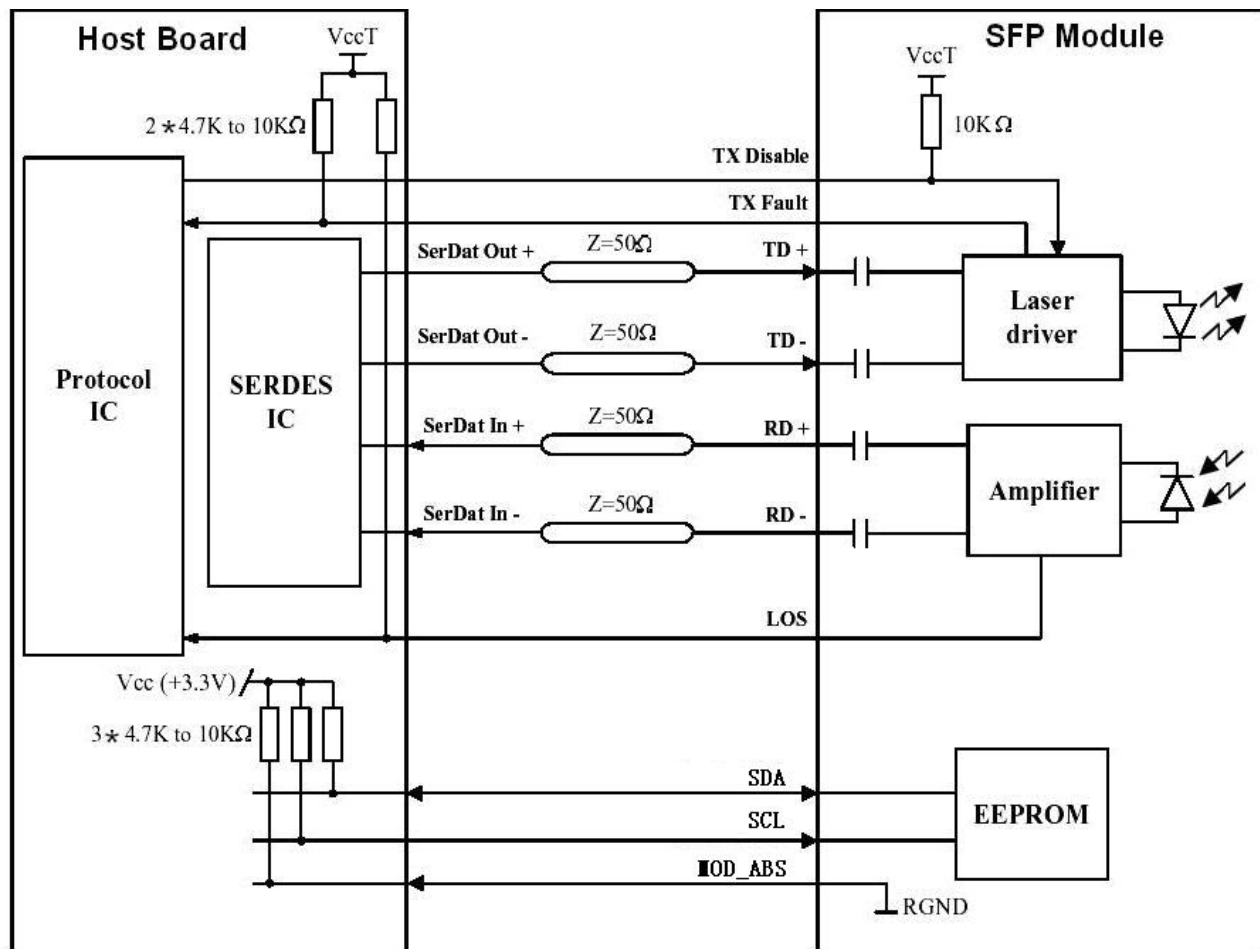 Host Board
SFP Module
VccT
VccT
2*4.7K to 10KΩ
10KΩ
TX Disable
TX Fault
SerDat Out +
Z=50Ω
TD +
SerDat Out -
Z=50Ω
TD -
Laser
driver
Protocol
IC
SERDES
IC
SerDat In +
Z=50Ω
RD +
SerDat In -
Z=50Ω
RD -
Amplifier
LOS
Vcc (+3.3V)
3*4.7K to 10KΩ
SDA
SCL
MOD_ABS
EEPROM
RGND